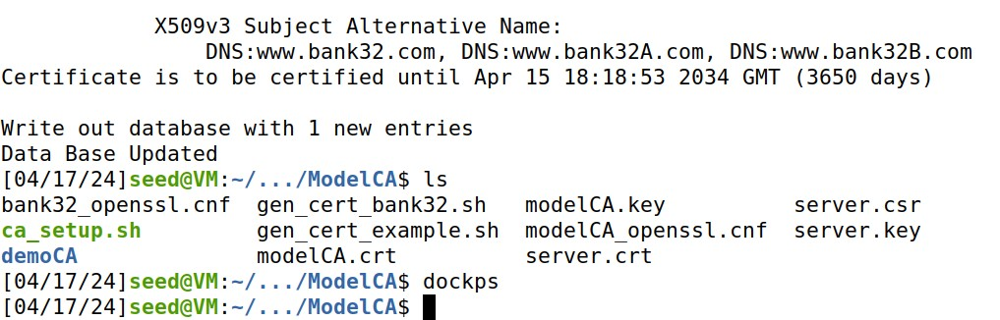 X509v3 Subject Alternative Name:
DNS:www.bank32.com, DNS:www.bank32A.com, DNS:www.bank32B.com
Certificate is to be certified until Apr 15 18:18:53 2034 GMT (3650 days)
Write out database with 1 new entries
Data Base Updated
[04/17/24]seed@VM:~/.../ModelCA$ ls
bank32_openssl.cnf  gen_cert_bank32.sh   modelCA.key          server.csr
ca_setup.sh         gen_cert_example.sh  modelCA_openssl.cnf  server.key
demoCA              modelCA.crt          server.crt
[04/17/24]seed@VM:~/.../ModelCA$ dockps
[04/17/24]seed@VM:~/.../ModelCA$